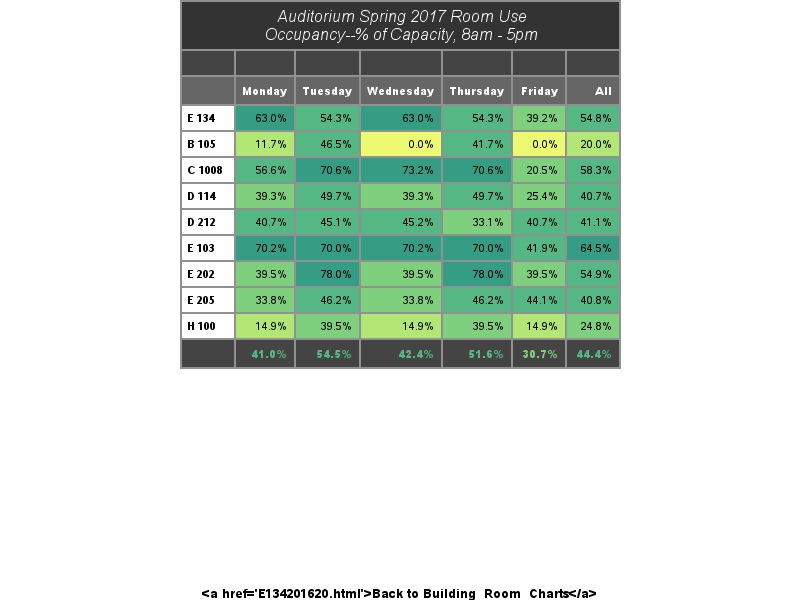 Auditorium Spring 2017 Room Use
Occupancy--% of Capacity, 8am - 5pm
Monday Tuesday Wednesday Thursday Friday All
E 134 63.0% 54.3% 63.0% 54.3% 39.2% 54.8%
B 105 11.7% 46.5% 0.0% 41.7% 0.0% 20.0%
C 1008 56.6% 70.6% 73.2% 70.6% 20.5% 58.3%
D 114 39.3% 49.7% 39.3% 49.7% 25.4% 40.7%
D 212 40.7% 45.1% 45.2% 33.1% 40.7% 41.1%
E 103 70.2% 70.0% 70.2% 70.0% 41.9% 64.5%
E 202 39.5% 78.0% 39.5% 78.0% 39.5% 54.9%
E 205 33.8% 46.2% 33.8% 46.2% 44.1% 40.8%
H 100 14.9% 39.5% 14.9% 39.5% 14.9% 24.8%
41.0% 54.5% 42.4% 51.6% 30.7% 44.4%
<a href='E134201620.html'>Back to Building_Room_Charts</a>